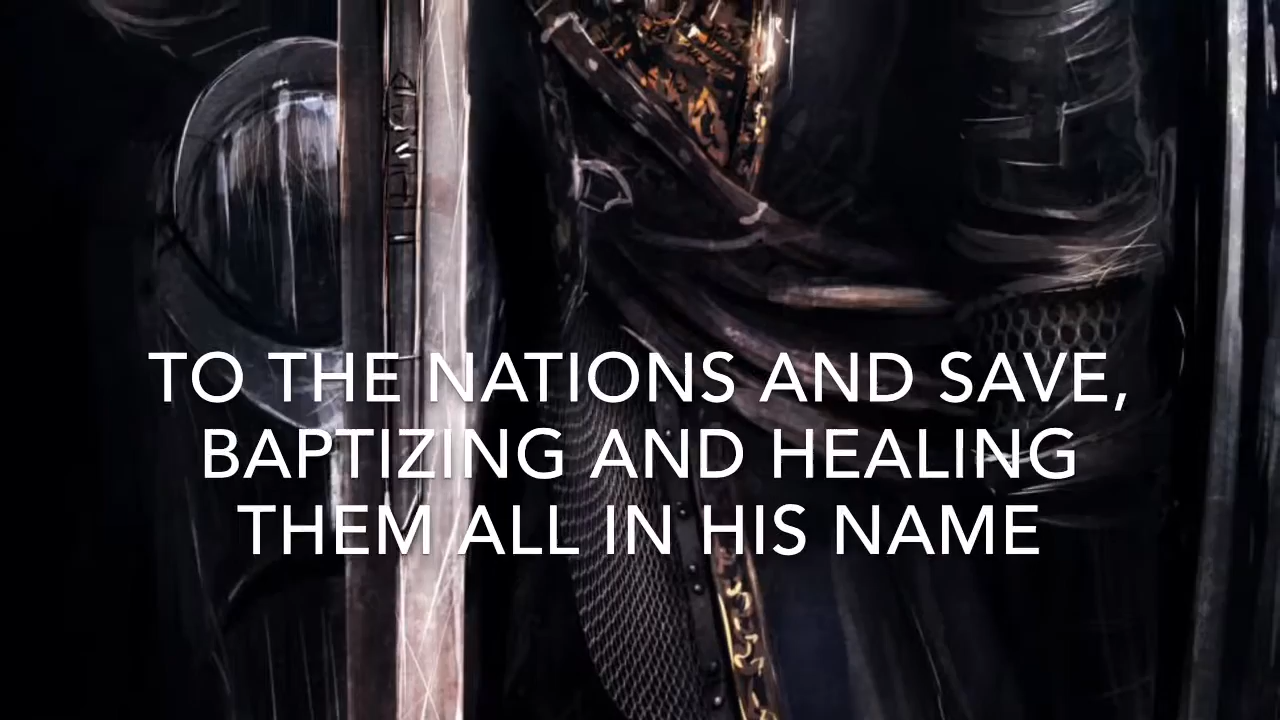 TO THE NATIONS AND SAVE,
BAPTIZING AND HEALING
THEM ALL IN HIS NAME